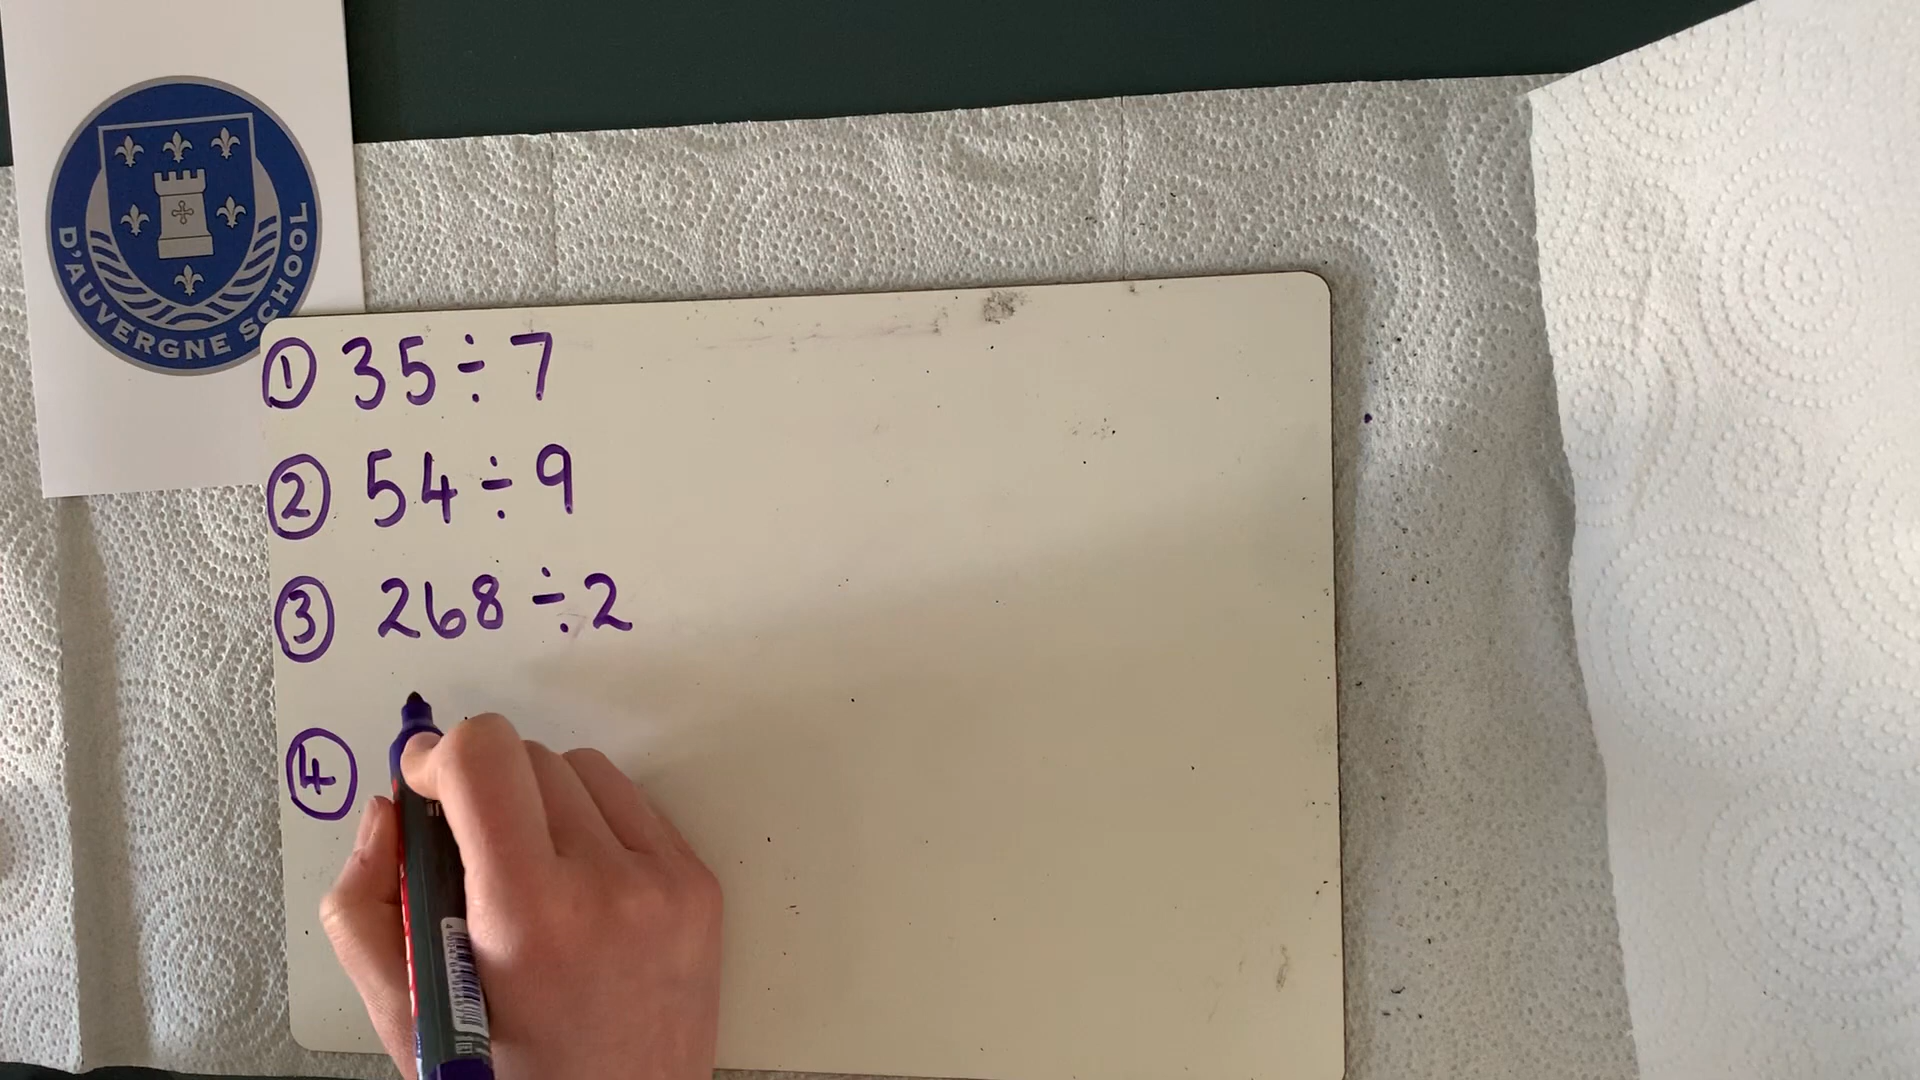 D'AUVERGNE SCHOOL
① 35 ÷ 7
② 54 ÷ 9
③ 268 ÷ 2
④